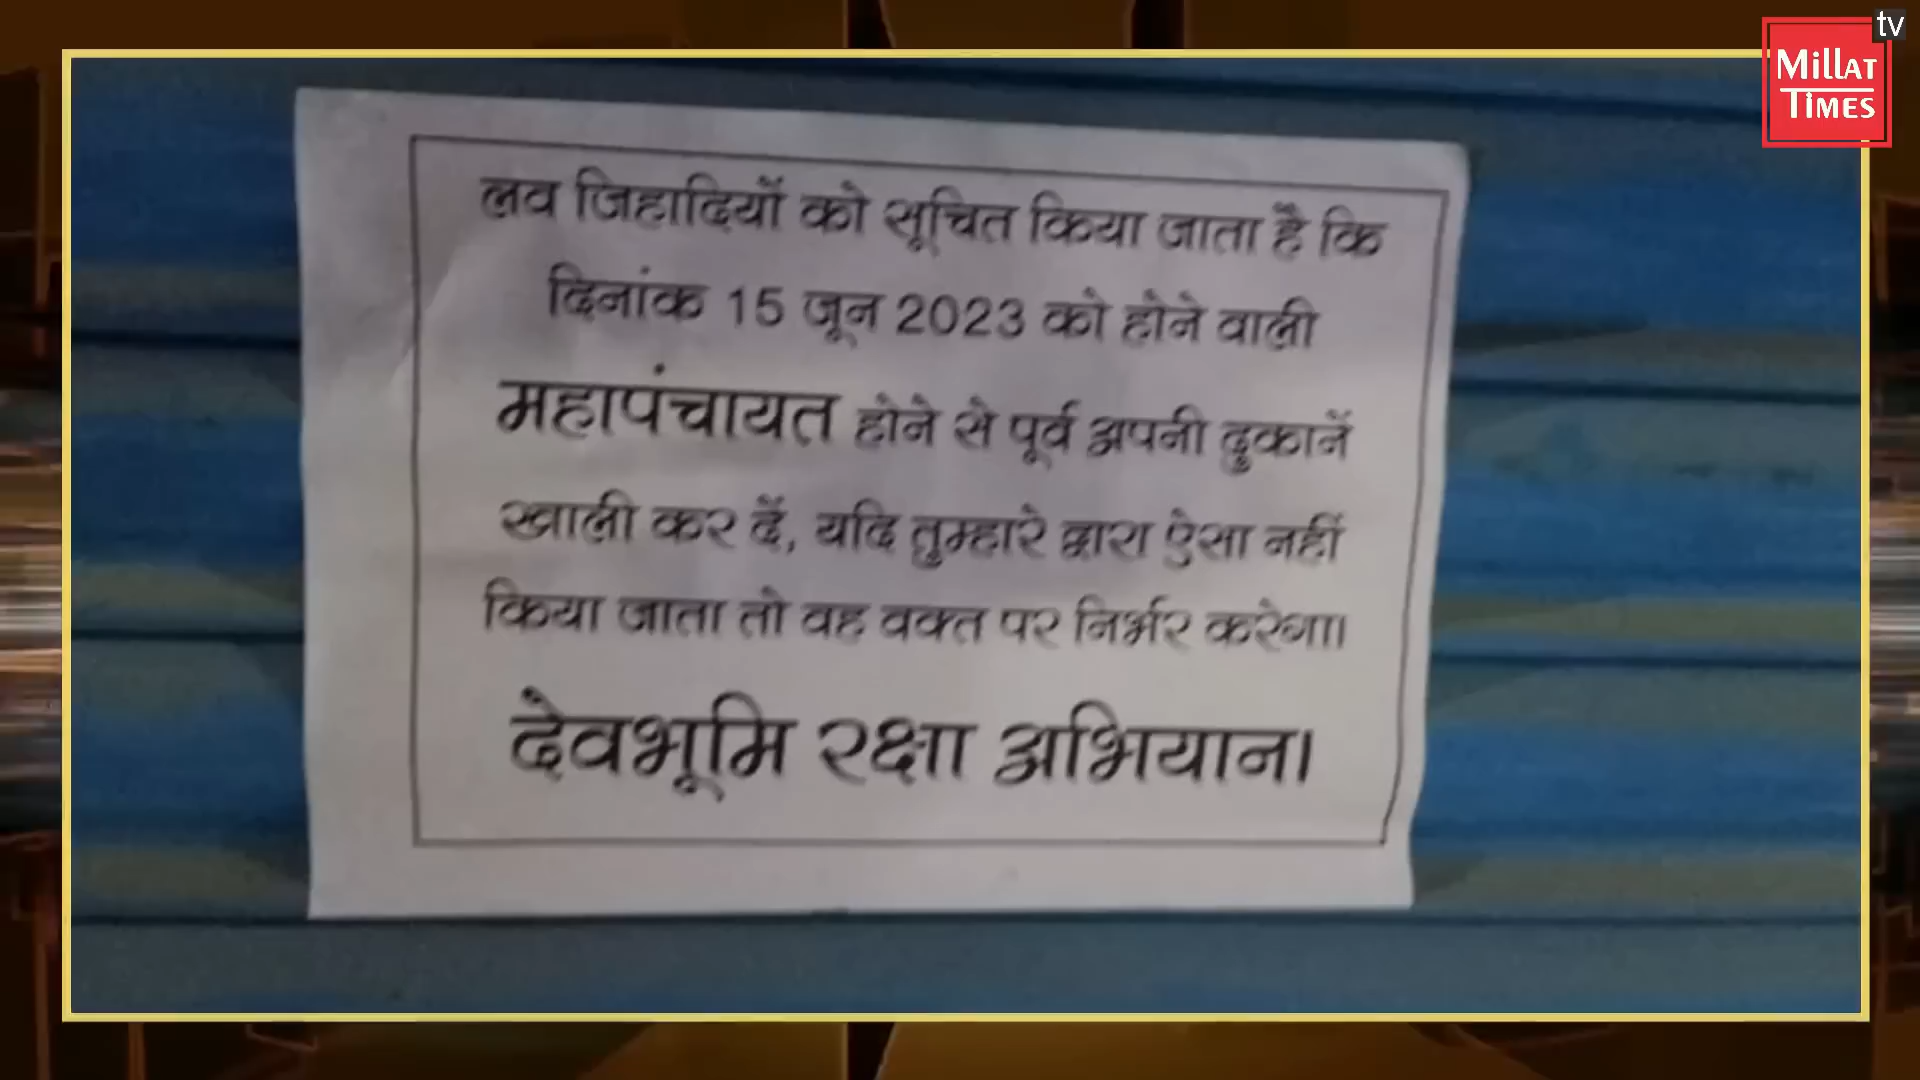 tv
MillAT
TIMES
लव जिहादियों को सूचित किया जाता है कि
दिनांक 15 जून 2023 को होने वाली
महापंचायत होने से पूर्व अपनी दुकानें
खाली कर दें, यदि तुम्हारे द्वारा ऐसा नहीं
किया जाता तो वह वक्त पर निर्भर करेगा।
देवभूमि रक्षा अभियान।